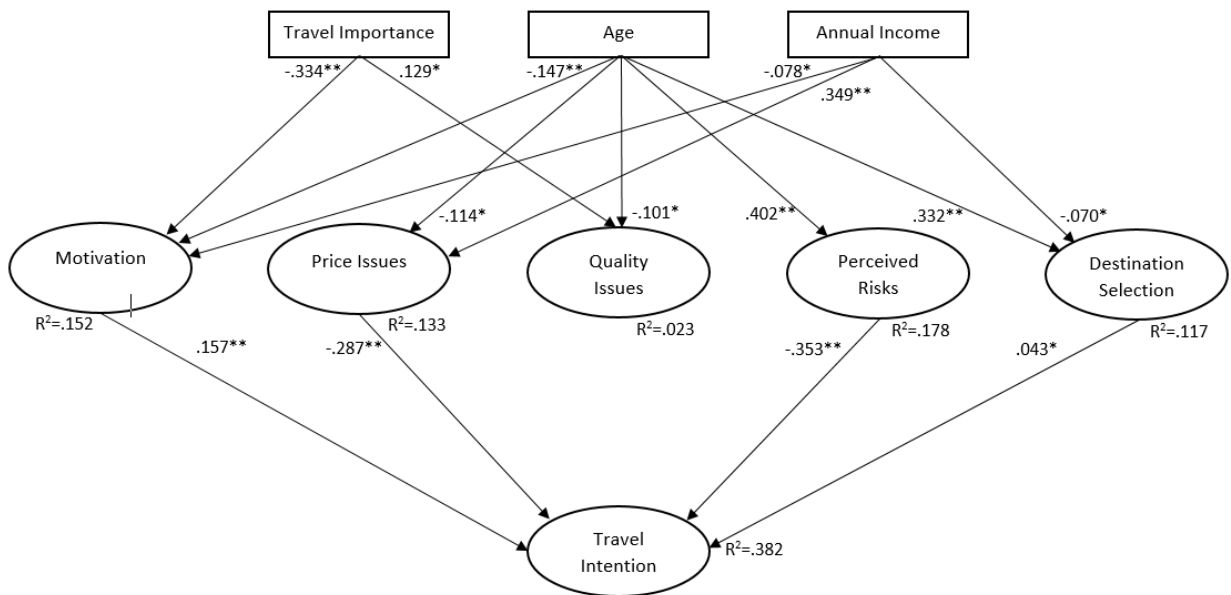 Travel Importance
Age
Annual Income
-.334**
.129*
-.147**
-.078*
.349**
-.114*
-.101*
.402**
.332**
-.070*
Motivation
Price Issues
Quality
Issues
Perceived
Risks
Destination
Selection
R²=.152
R²=.133
R²=.023
R²=.178
R²=.117
.157**
-.287**
-.353**
.043*
Travel
Intention
R²=.382